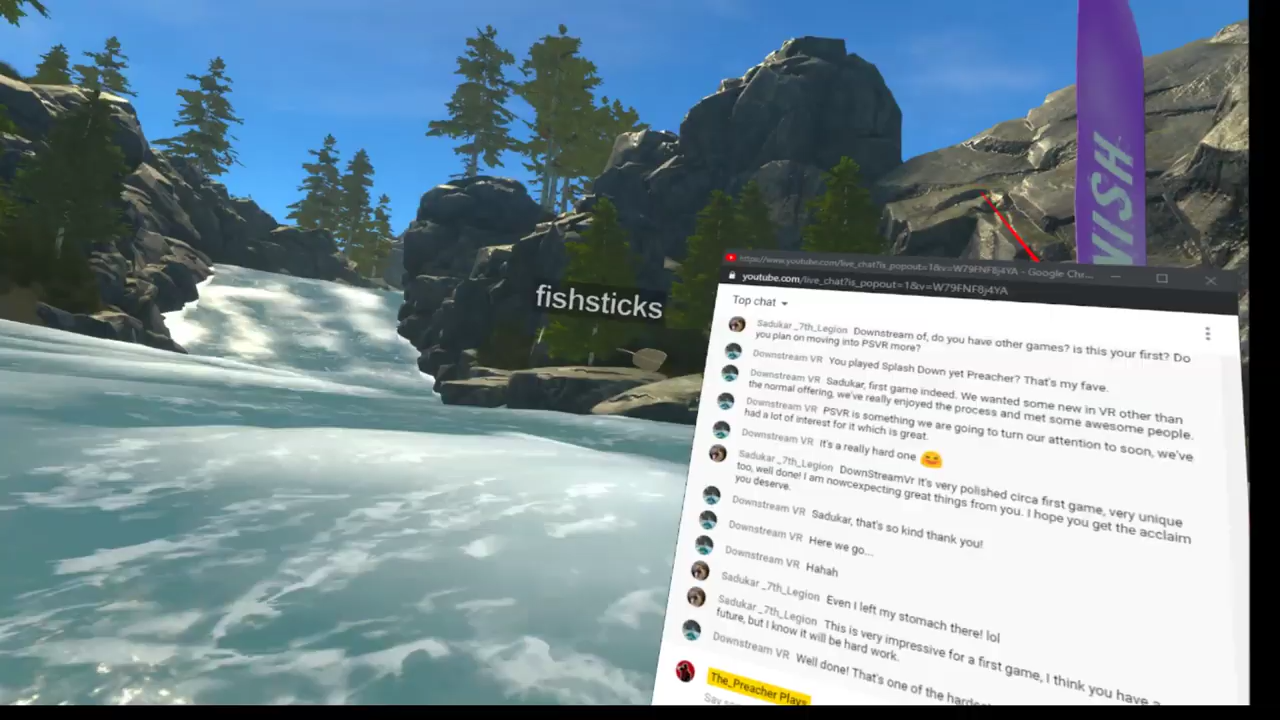 fishsticks
https://www.youtube.com/live_chat?is_popout=1&v=W79FNF8j4YA - Google Chr...
youtube.com/live_chat?is_popout=1&v=W79FNF8j4YA
Top chat
Sadukar _7th_Legion Downstream of, do you have other games? is this your first? Do
you plan on moving into PSVR more?
Downstream VR You played Splash Down yet Preacher? That's my fave.
Downstream VR Sadukar, first game indeed. We wanted some new in VR other than
the normal offering, we've really enjoyed the process and met some awesome people.
Downstream VR PSVR is something we are going to turn our attention to soon, we've
had a lot of interest for it which is great.
Downstream VR It's a really hard one
Sadukar _7th_Legion DownStreamVr It's very polished circa first game, very unique
too, well done! I am nowcexpecting great things from you. I hope you get the acclaim
you deserve.
Downstream VR Sadukar, that's so kind thank you!
Downstream VR Here we go...
Downstream VR Hahah
Sadukar _7th_Legion Even I left my stomach there! lol
Sadukar _7th_Legion This is very impressive for a first game, I think you have a
future, but I know it will be hard work.
Downstream VR Well done! That's one of the hardest
The_Preacher Plays